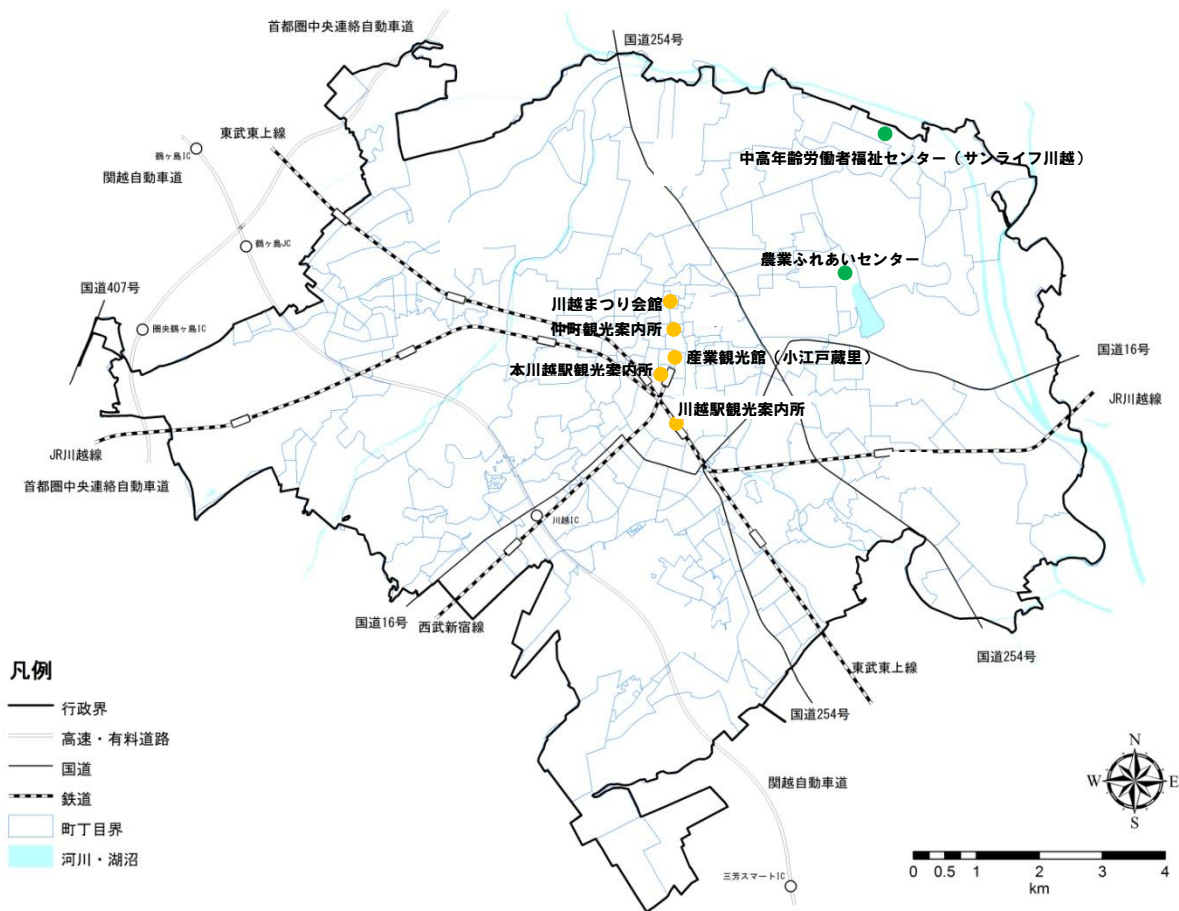 首都圏中央連絡自動車道
国道254号
東武東上線
鶴ヶ島IC
関越自動車道
中高年齢労働者福祉センター（サンライフ川越）
鶴ヶ島JC
農業ふれあいセンター
国道407号
川越まつり会館
圏央鶴ヶ島IC
仲町観光案内所
産業観光館（小江戸蔵里）
国道16号
本川越駅観光案内所
JR川越線
川越駅観光案内所
JR川越線
首都圏中央連絡自動車道
川越IC
国道16号
西武新宿線
国道254号
東武東上線
国道254号
関越自動車道
三芳スマートIC
凡例
行政界
高速・有料道路
国道
鉄道
町丁目界
河川・湖沼
N
W
E
S
0 0.5 1 2 3 4
km